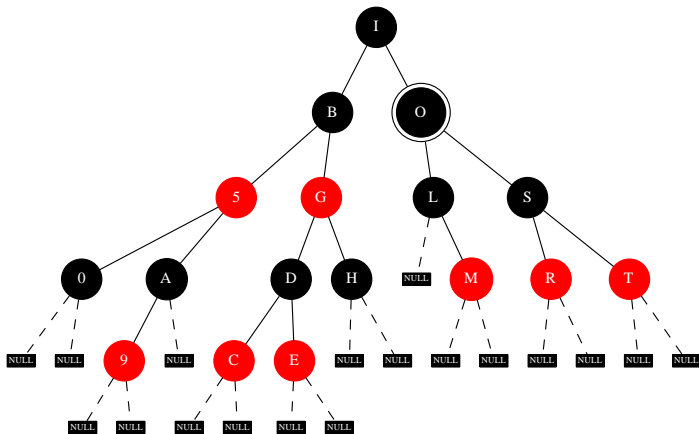 I
B O
5 G L S
0 A D H NULL M R T
NULL NULL 9 NULL C E NULL NULL NULL NULL NULL NULL NULL NULL
NULL NULL NULL NULL NULL NULL